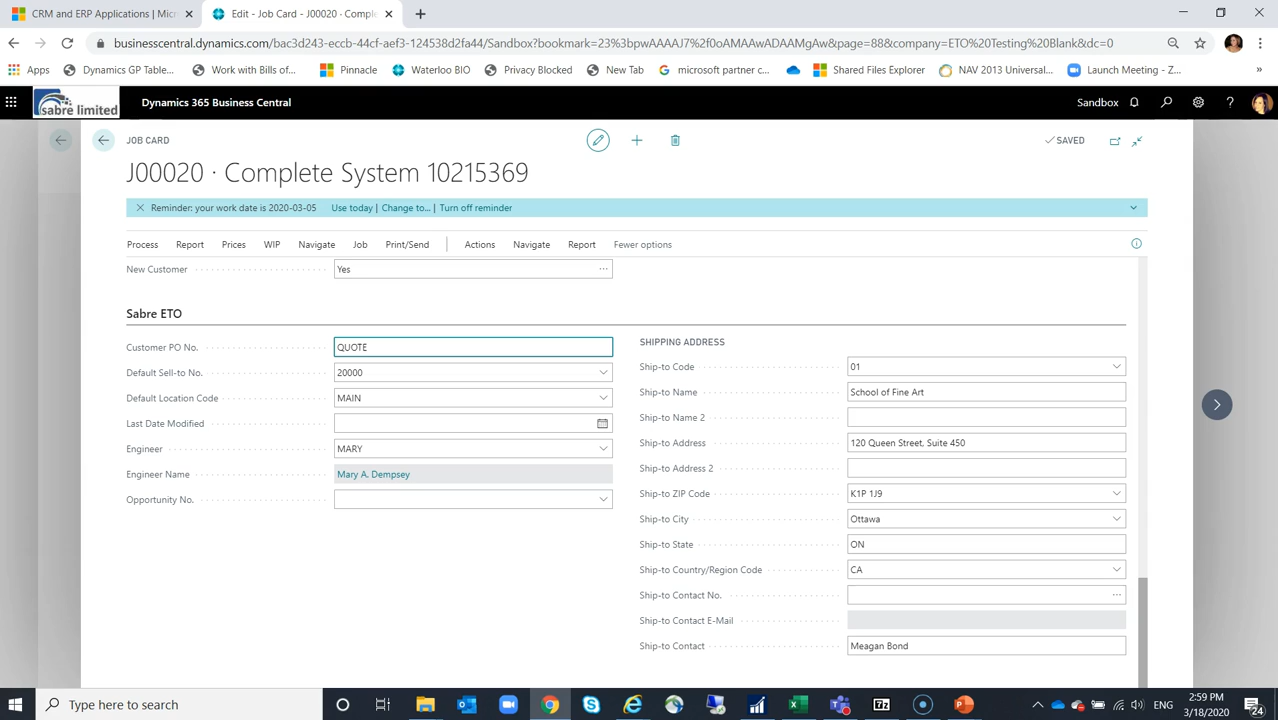 CRM and ERP Applications | Mic
Edit - Job Card - J00020 - Comple
businesscentral.dynamics.com/bac3d243-eccb-44cf-aef3-124538d2fa44/Sandbox?bookmark=23%3bpwAAAAJ7%2f0oAMAAwADAAMgAw&page=88&company=ETO%20Testing%20Blank&dc=0
Apps
Dynamics GP Table...
Work with Bills of...
Pinnacle
Waterloo BIO
Privacy Blocked
New Tab
microsoft partner c...
Shared Files Explorer
NAV 2013 Universal...
Launch Meeting - Z...
»
sabre limited
Dynamics 365 Business Central
Sandbox
?
JOB CARD
SAVED
J00020 · Complete System 10215369
Reminder: your work date is 2020-03-05 Use today | Change to... | Turn off reminder
Process Report Prices WIP Navigate Job Print/Send | Actions Navigate Report Fewer options
New Customer Yes
Sabre ETO
Customer PO No. QUOTE
Default Sell-to No. 20000
Default Location Code MAIN
Last Date Modified
Engineer MARY
Engineer Name Mary A. Dempsey
Opportunity No.
SHIPPING ADDRESS
Ship-to Code 01
Ship-to Name School of Fine Art
Ship-to Name 2
Ship-to Address 120 Queen Street, Suite 450
Ship-to Address 2
Ship-to ZIP Code K1P 1J9
Ship-to City Ottawa
Ship-to State ON
Ship-to Country/Region Code CA
Ship-to Contact No.
Ship-to Contact E-Mail
Ship-to Contact Meagan Bond
Type here to search
7z
ENG
2:59 PM
3/18/2020
24